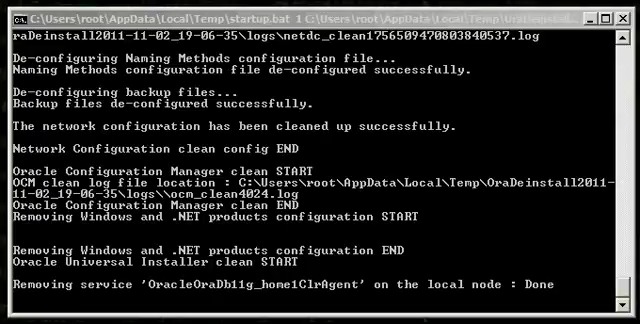 C:\Users\root\AppData\Local\Temp\startup.bat 1 C:\Users\root\AppData\Local\Temp\
raDeinstall2011-11-02_19-06-35\logs\netdc_clean1756509470803840537.log
De-configuring Naming Methods configuration file...
Naming Methods configuration file de-configured successfully.
De-configuring backup files...
Backup files de-configured successfully.
The network configuration has been cleaned up successfully.
Network Configuration clean config END
Oracle Configuration Manager clean START
OCM clean log file location : C:\Users\root\AppData\Local\Temp\OraDeinstall2011-
11-02_19-06-35\logs\\ocm_clean4024.log
Oracle Configuration Manager clean END
Removing Windows and .NET products configuration START
Removing Windows and .NET products configuration END
Oracle Universal Installer clean START
Removing service 'OracleOraDb11g_home1ClrAgent' on the local node : Done